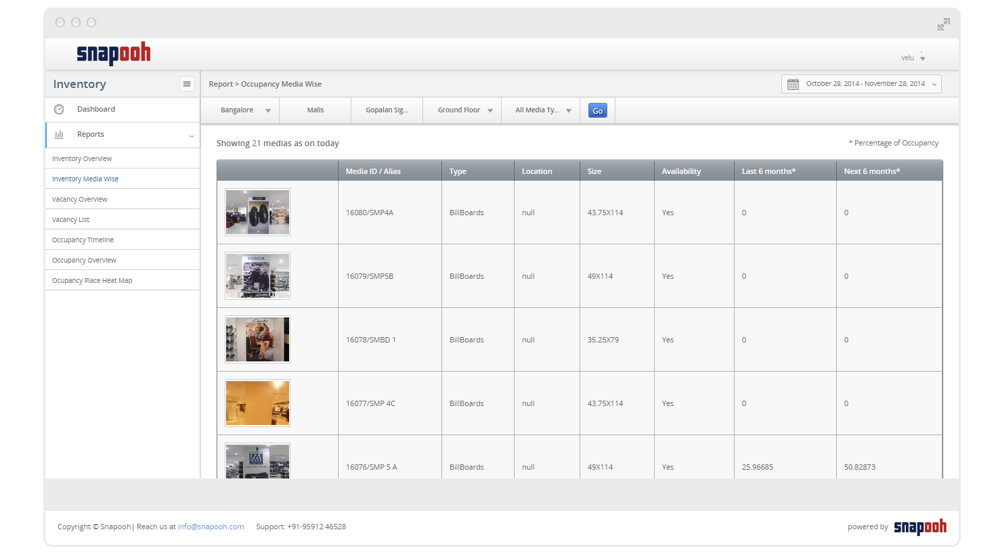 snapooh
velu
Inventory
Report > Occupancy Media Wise
October 29, 2014 - November 28, 2014
Dashboard
Reports
Inventory Overview
Inventory Media Wise
Vacancy Overview
Vacancy List
Occupancy Timeline
Occupancy Overview
Ocupancy Place Heat Map
Bangalore Malls Gopalan Sig... Ground Floor All Media Ty... Go
Showing 21 medias as on today
* Percentage of Occupancy
Media ID / Alias Type Location Size Availability Last 6 months* Next 6 months*
16080/SMP4A BillBoards null 43.75X114 Yes 0 0
FORCA
16079/SMP5B BillBoards null 49X114 Yes 0 0
Clarks
16078/SMBD 1 BillBoards null 35.25X79 Yes 0 0
16077/SMP 4C BillBoards null 43.75X114 Yes 0 0
16076/SMP 5 A BillBoards null 49X114 Yes 25.96685 50.82873
Copyright © Snapooh| Reach us at info@snapooh.com Support: +91-95912 46528
powered by snapooh